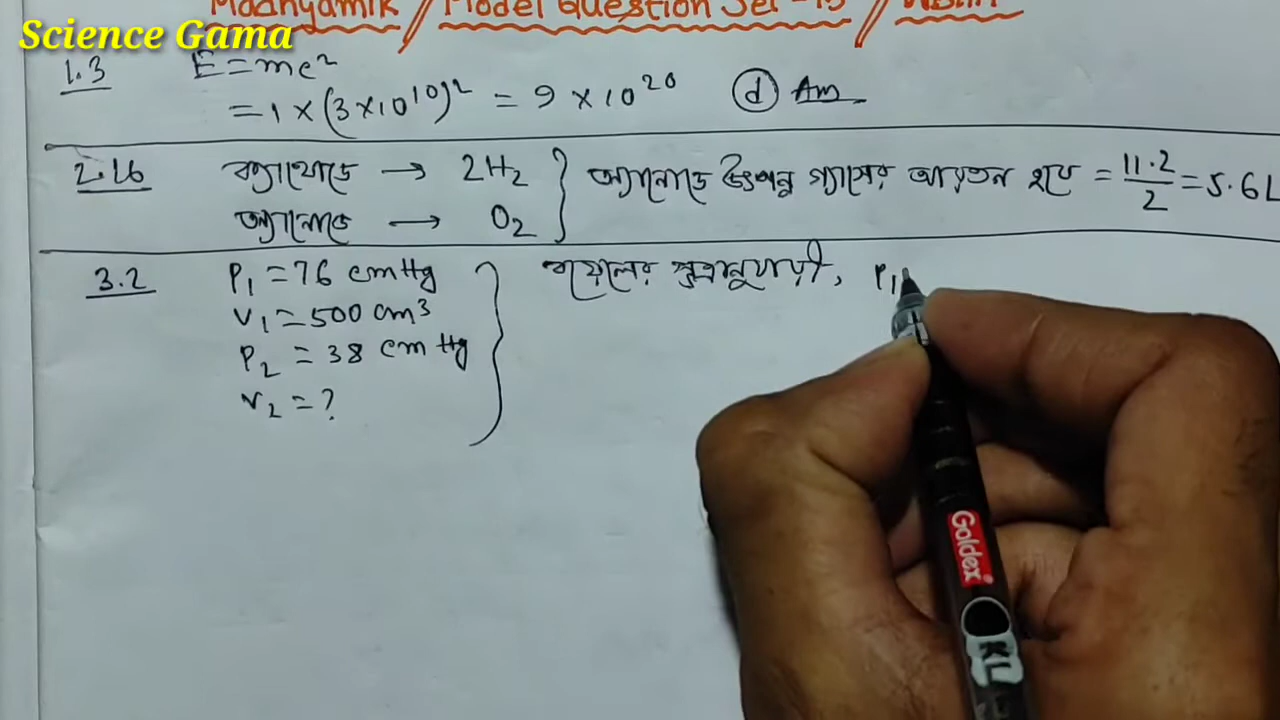 Madhyamik / Model Question Set - 15 /
Science Gama
1.3 E = mc²
= 1 × (3×10¹⁰)² = 9 × 10²⁰ (d) Ans
2.16 ক্যাথোডে → 2H₂ } অ্যানোডে উৎপন্ন গ্যাসের আয়তন হবে = 11.2/2 = 5.6L
অ্যানোডে → O₂
3.2 P₁ = 76 cm Hg } বয়েলের সূত্রানুযায়ী, P₁
V₁ = 500 cm³
P₂ = 38 cm Hg
V₂ = ?
Goldex